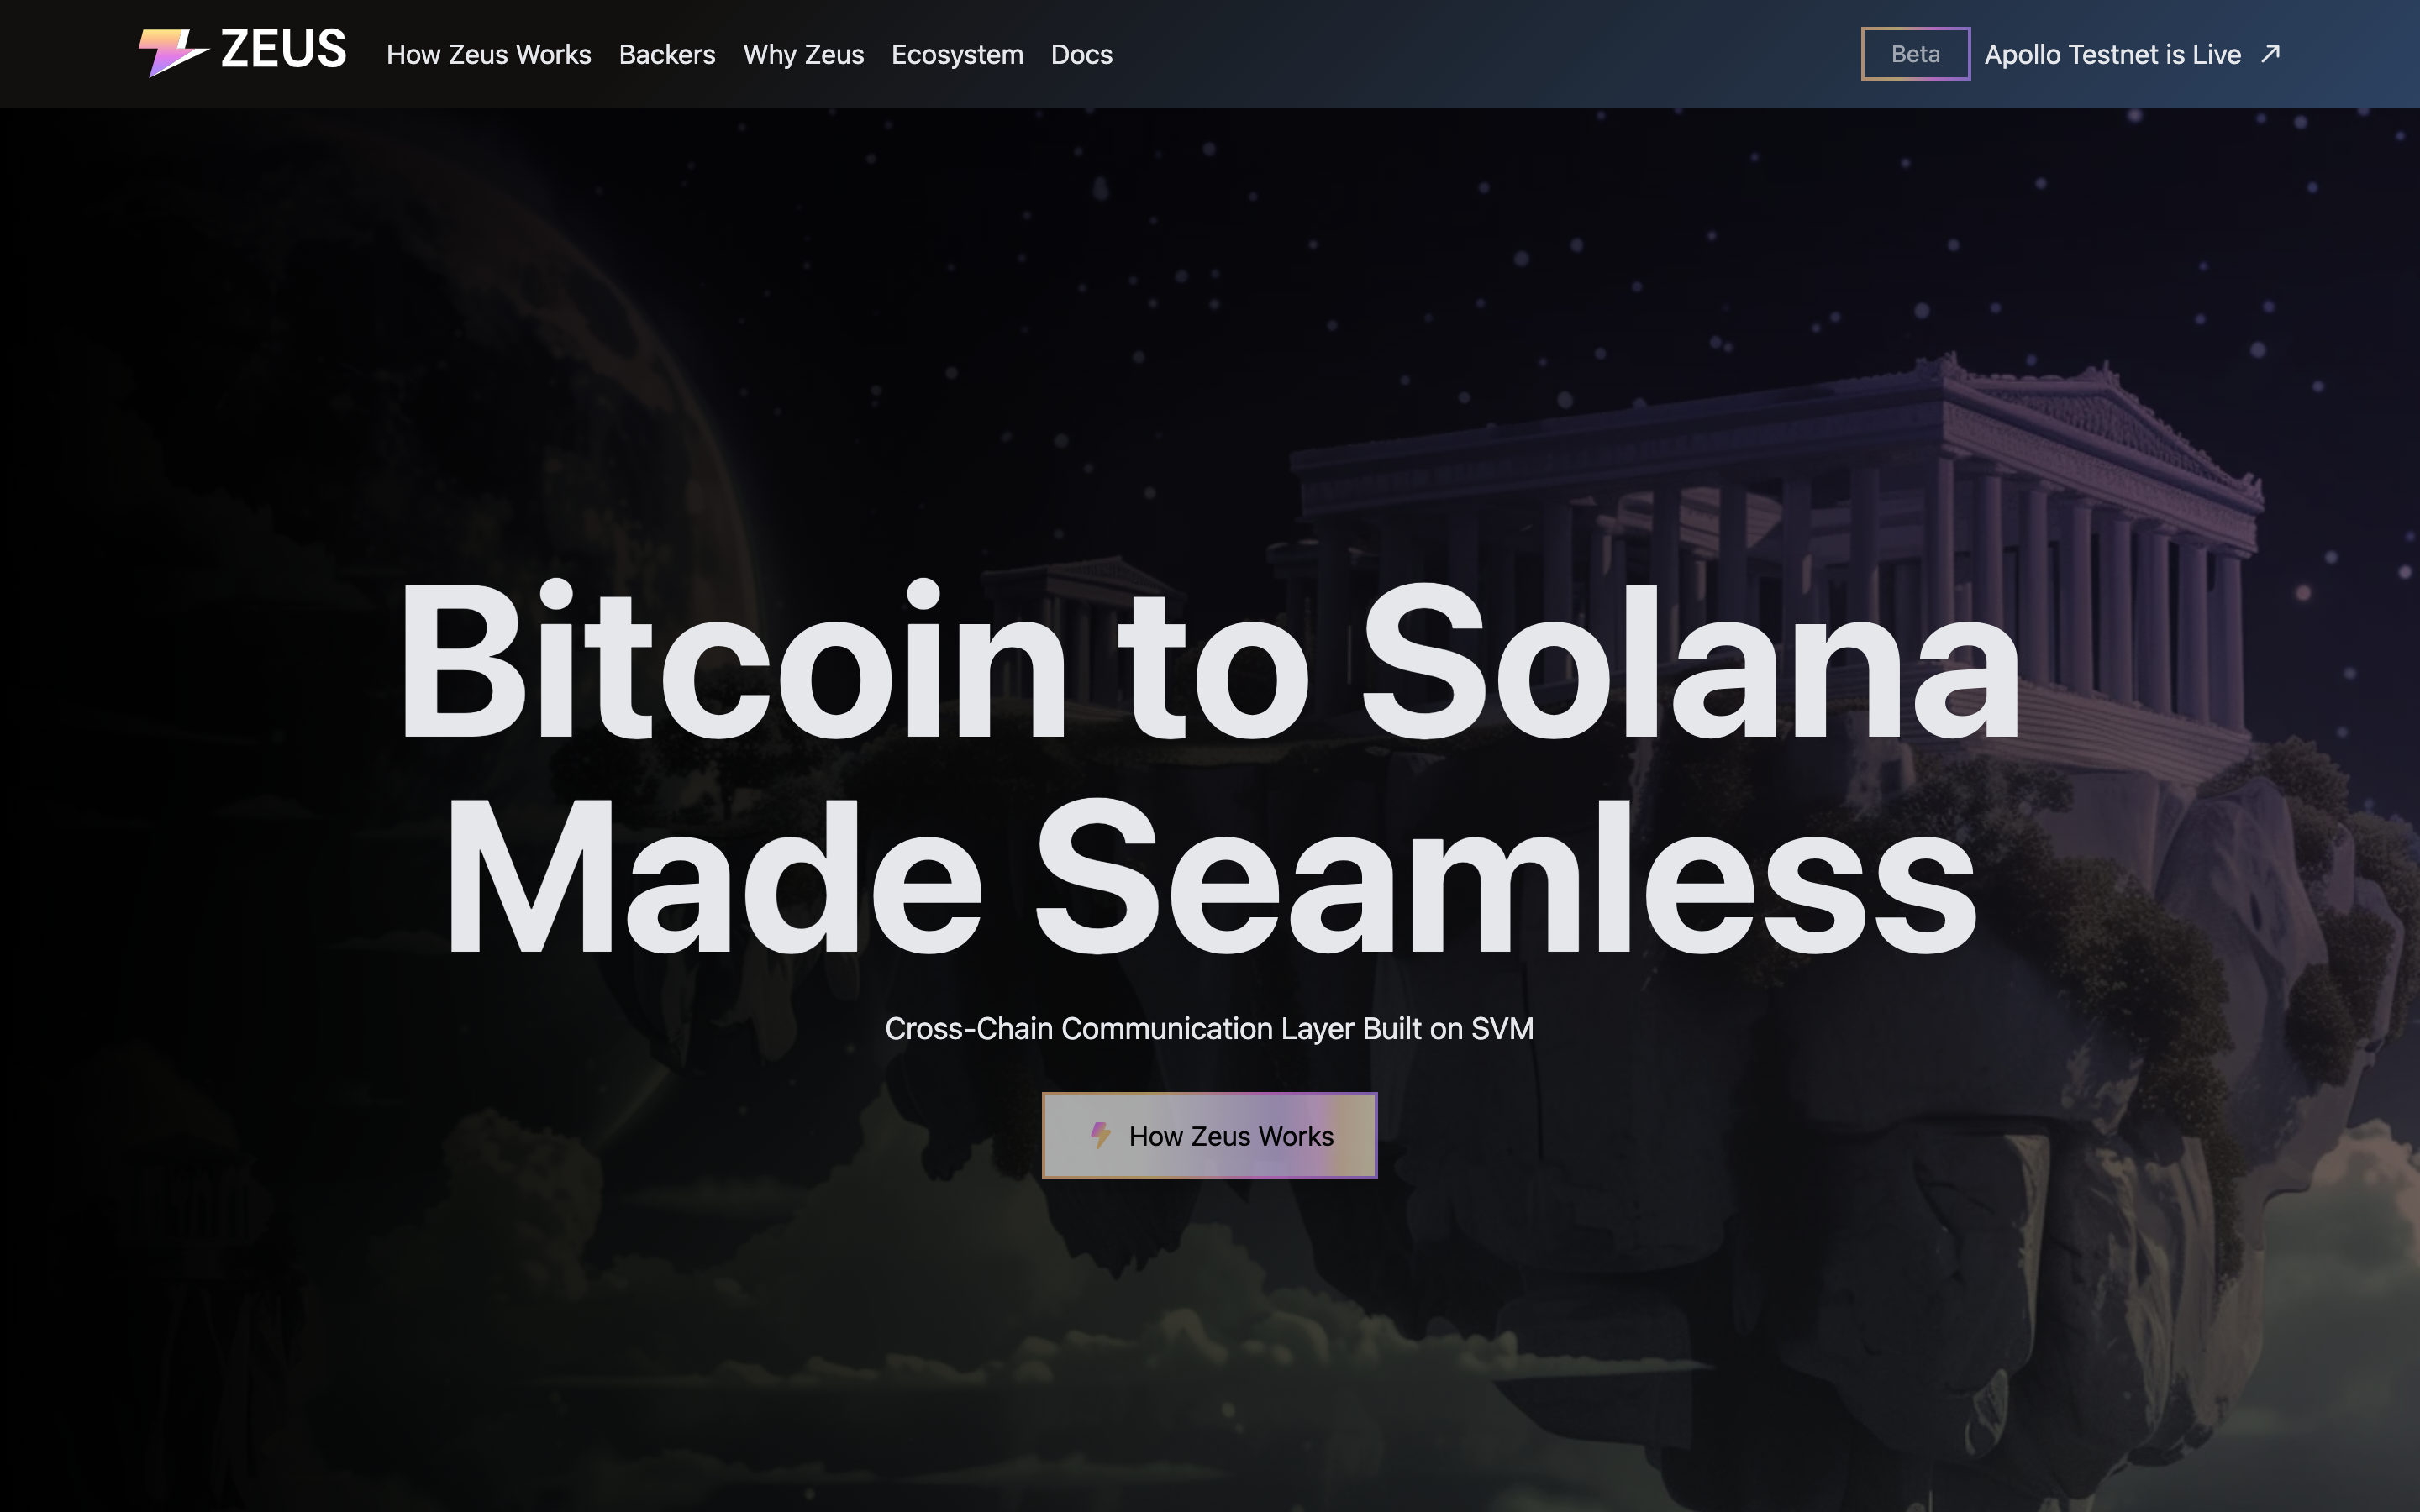 ZEUS How Zeus Works Backers Why Zeus Ecosystem Docs Beta Apollo Testnet is Live
Bitcoin to Solana
Made Seamless
Cross-Chain Communication Layer Built on SVM
How Zeus Works